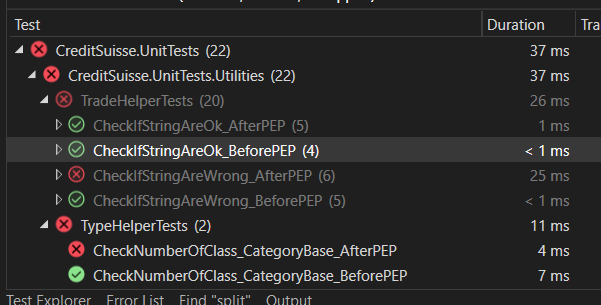 Test Duration Tra
CreditSuisse.UnitTests (22) 37 ms
CreditSuisse.UnitTests.Utilities (22) 37 ms
TradeHelperTests (20) 26 ms
CheckIfStringAreOk_AfterPEP (5) 1 ms
CheckIfStringAreOk_BeforePEP (4) < 1 ms
CheckIfStringAreWrong_AfterPEP (6) 25 ms
CheckIfStringAreWrong_BeforePEP (5) < 1 ms
TypeHelperTests (2) 11 ms
CheckNumberOfClass_CategoryBase_AfterPEP 4 ms
CheckNumberOfClass_CategoryBase_BeforePEP 7 ms
Test Explorer Error List Find "split" Output